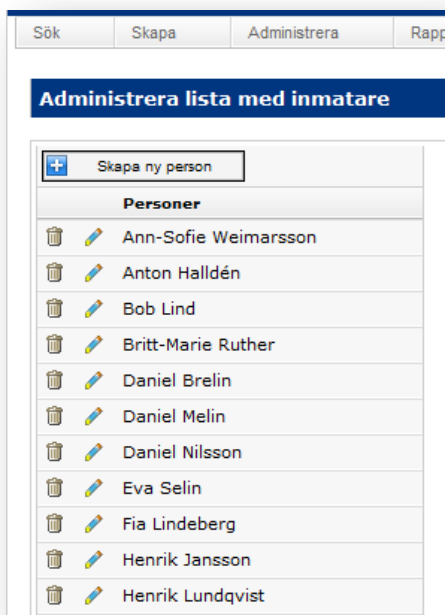 Sök Skapa Administrera Rapp
Administrera lista med inmatare
Skapa ny person
Personer
Ann-Sofie Weimarsson
Anton Halldén
Bob Lind
Britt-Marie Ruther
Daniel Brelin
Daniel Melin
Daniel Nilsson
Eva Selin
Fia Lindeberg
Henrik Jansson
Henrik Lundqvist